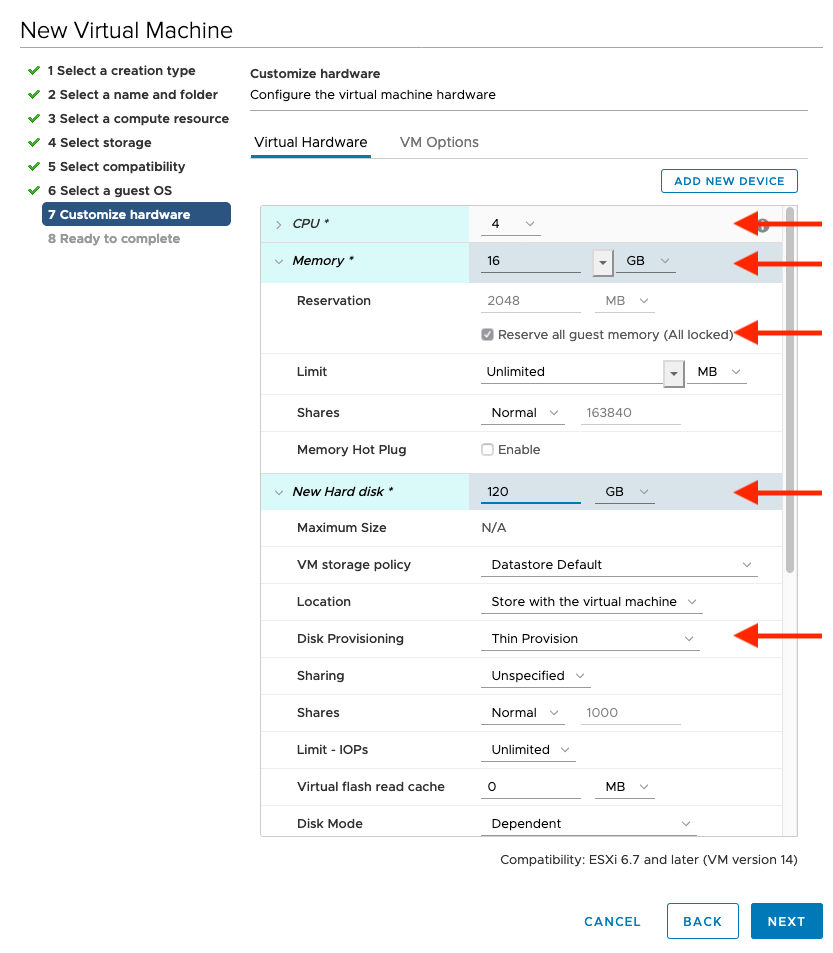 New Virtual Machine
1 Select a creation type
2 Select a name and folder
3 Select a compute resource
4 Select storage
5 Select compatibility
6 Select a guest OS
7 Customize hardware
8 Ready to complete
Customize hardware
Configure the virtual machine hardware
Virtual Hardware VM Options
ADD NEW DEVICE
CPU * 4
Memory * 16 GB
Reservation 2048 MB
Reserve all guest memory (All locked)
Limit Unlimited MB
Shares Normal 163840
Memory Hot Plug Enable
New Hard disk * 120 GB
Maximum Size N/A
VM storage policy Datastore Default
Location Store with the virtual machine
Disk Provisioning Thin Provision
Sharing Unspecified
Shares Normal 1000
Limit - IOPs Unlimited
Virtual flash read cache 0 MB
Disk Mode Dependent
Compatibility: ESXi 6.7 and later (VM version 14)
CANCEL BACK NEXT